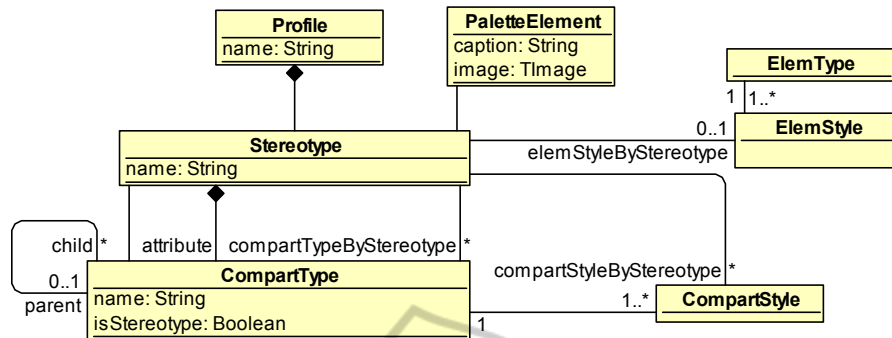 Profile
name: String
PaletteElement
caption: String
image: TImage
ElemType
1 1..*
ElemStyle
0..1
elemStyleByStereotype
Stereotype
name: String
child * attribute compartTypeByStereotype *
0..1
parent
CompartType
name: String
isStereotype: Boolean
compartStyleByStereotype *
1..*
1
CompartStyle